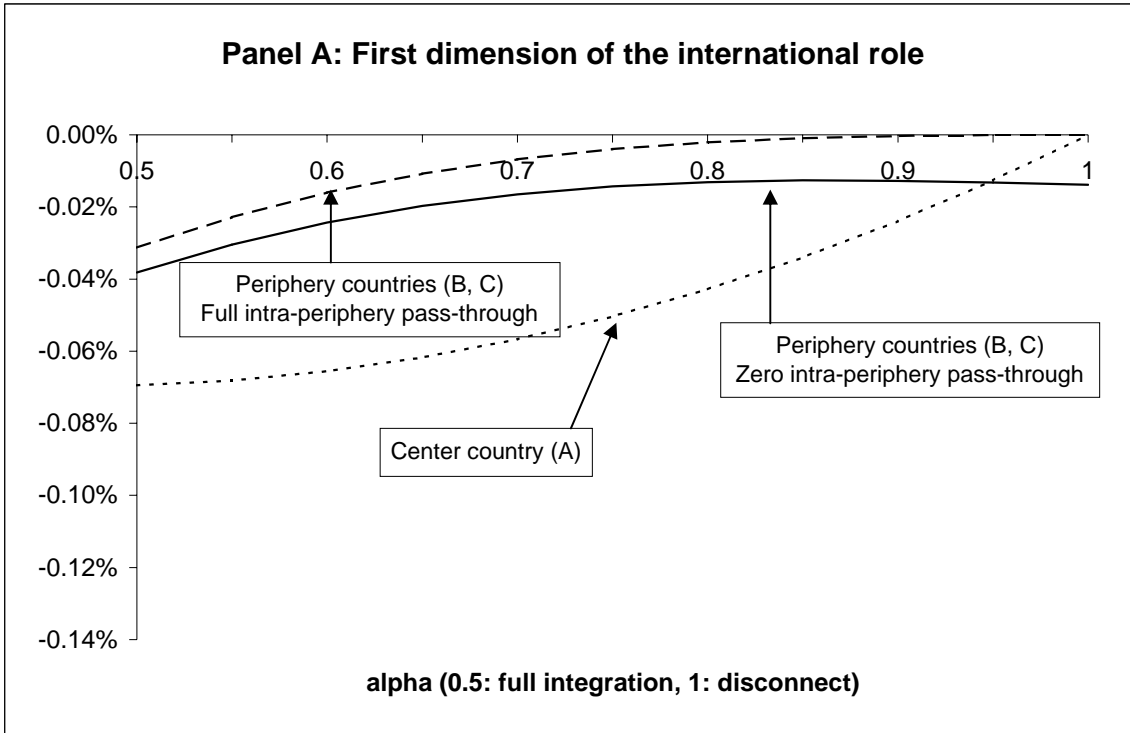 Panel A: First dimension of the international role
0.00%
0.5 0.6 0.7 0.8 0.9 1
-0.02%
-0.04%
Periphery countries (B, C)
Full intra-periphery pass-through
-0.06%
Periphery countries (B, C)
Zero intra-periphery pass-through
-0.08%
Center country (A)
-0.10%
-0.12%
-0.14%
alpha (0.5: full integration, 1: disconnect)